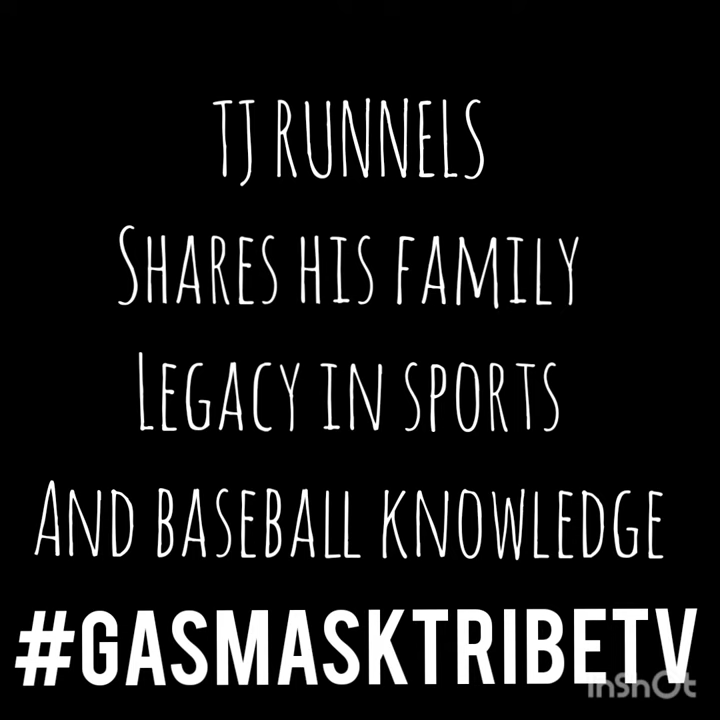 TJ RUNNELS
SHARES HIS FAMILY
LEGACY IN SPORTS
AND BASEBALL KNOWLEDGE
#GASMASKTRIBETV
InShOt